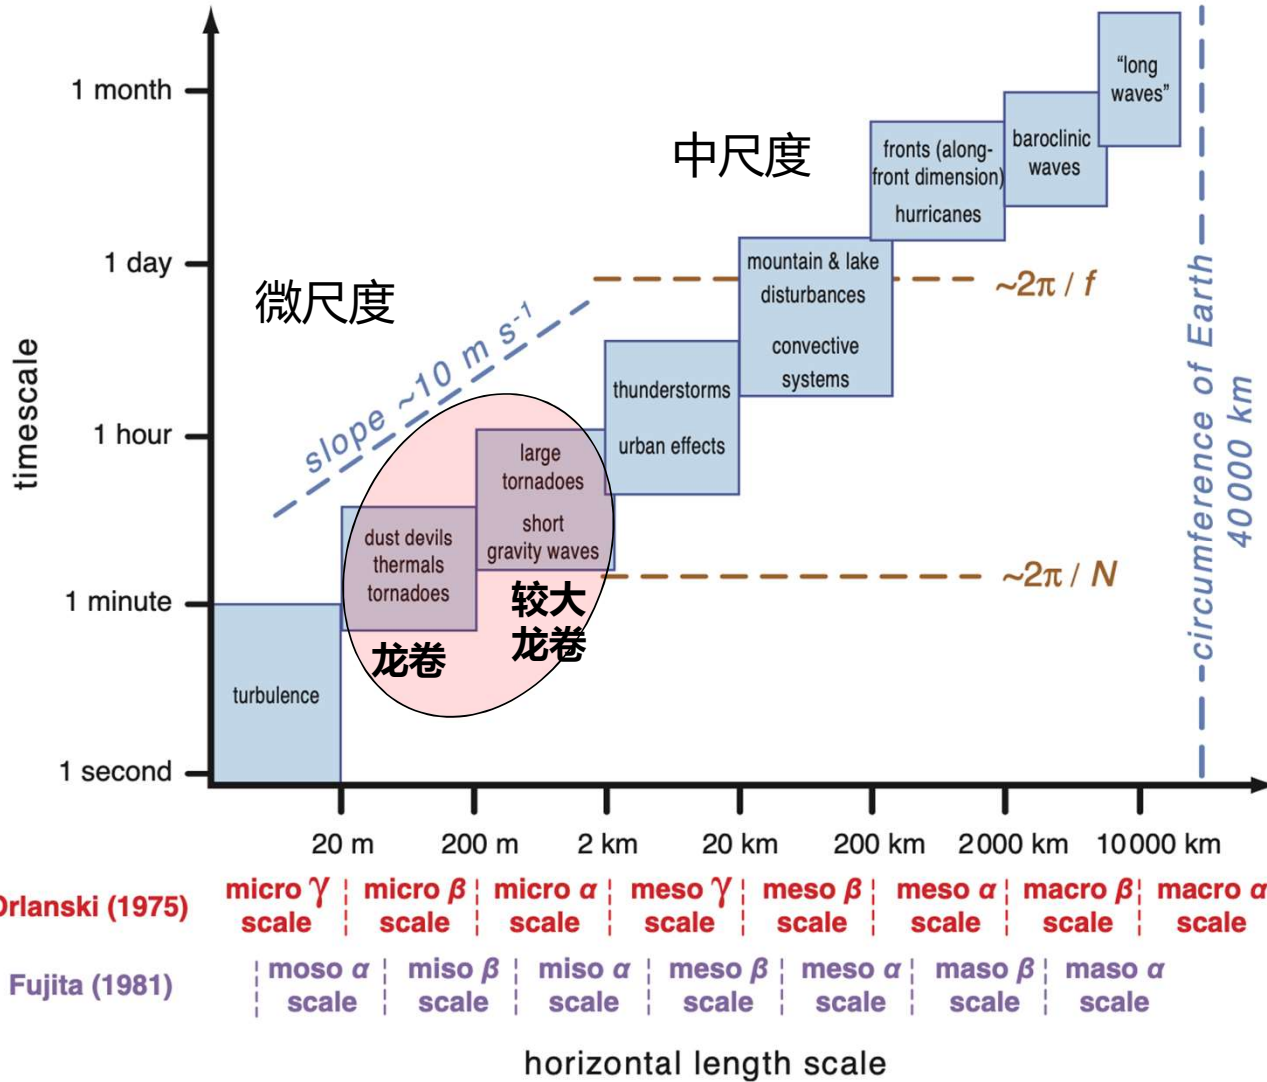 1 month
1 day
1 hour
1 minute
1 second
timescale
微尺度
中尺度
slope ~10 m s-1
turbulence
dust devils
thermals
tornadoes
龙卷
large
tornadoes
short
gravity waves
较大
龙卷
thunderstorms
urban effects
mountain & lake
disturbances
convective
systems
fronts (along-
front dimension)
hurricanes
baroclinic
waves
“long
waves”
~2π / f
~2π / N
circumference of Earth
40000 km
20 m 200 m 2 km 20 km 200 km 2000 km 10000 km
Orlanski (1975)
micro γ scale
micro β scale
micro α scale
meso γ scale
meso β scale
meso α scale
macro β scale
macro α scale
Fujita (1981)
moso α scale
miso β scale
miso α scale
meso β scale
meso α scale
maso β scale
maso α scale
horizontal length scale